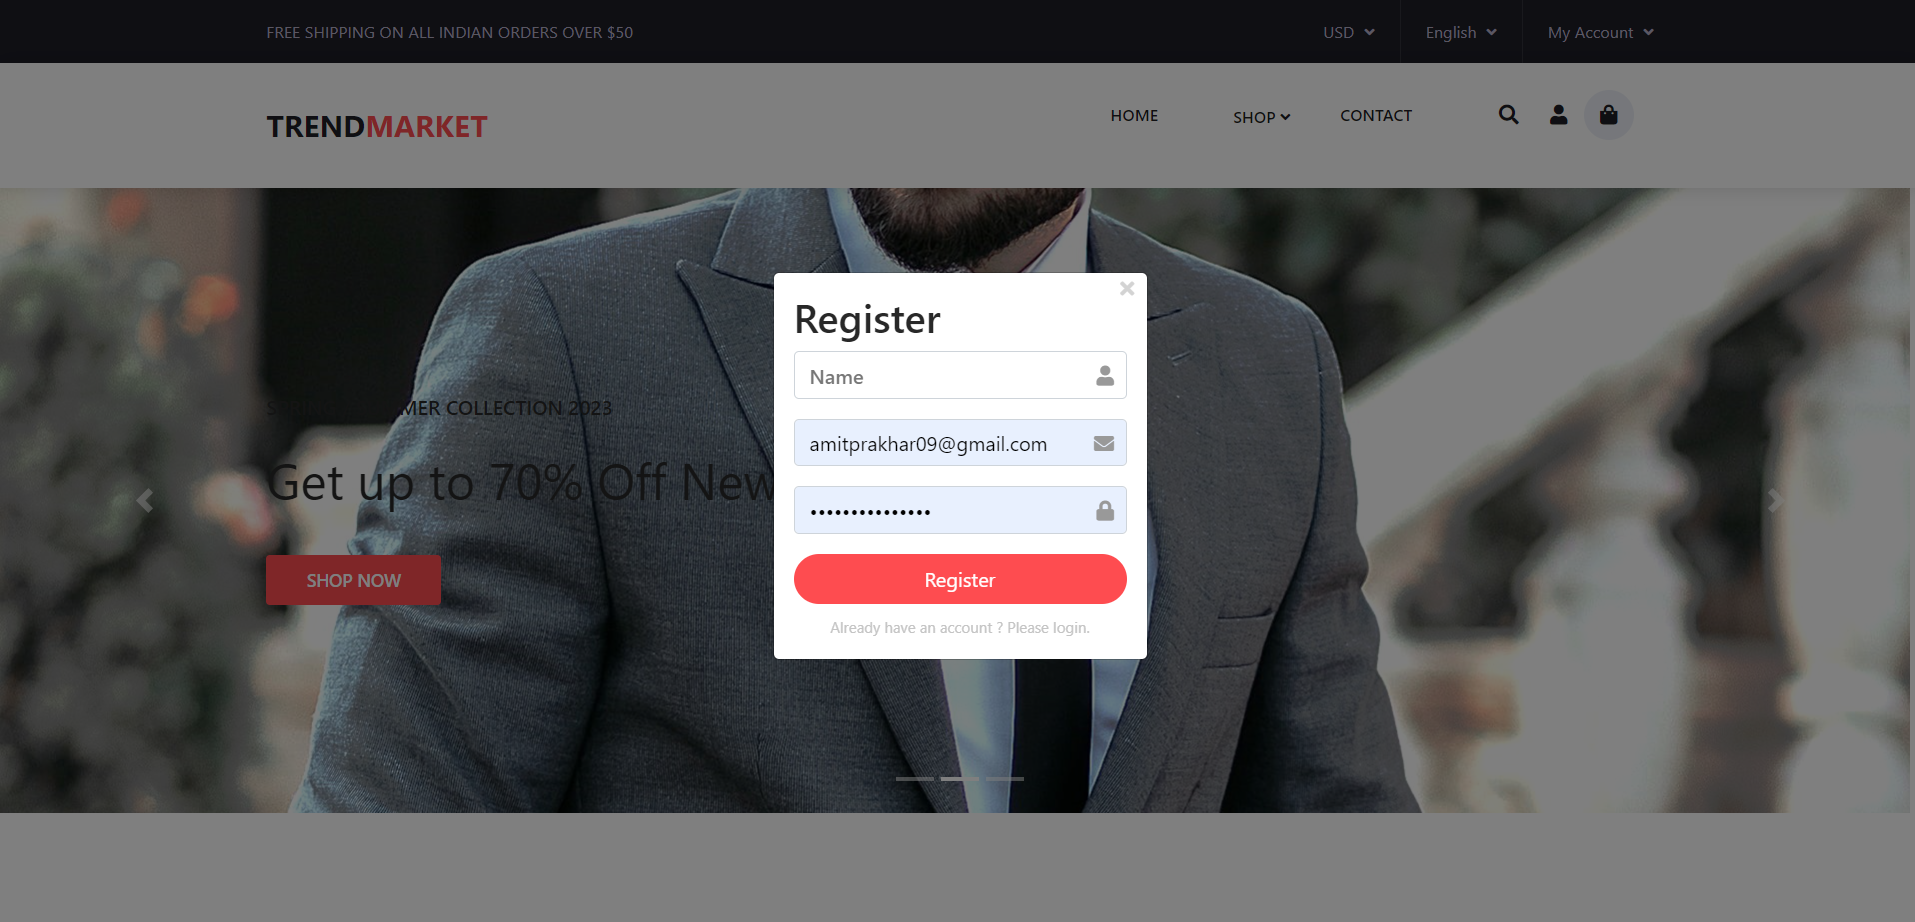 FREE SHIPPING ON ALL INDIAN ORDERS OVER $50
USD
English
My Account
TRENDMARKET
HOME
SHOP
CONTACT
COLLECTION 2023
Get up to 70% Off New
SHOP NOW
Register
Name
amitprakhar09@gmail.com
•••••••••••••••
Register
Already have an account ? Please login.